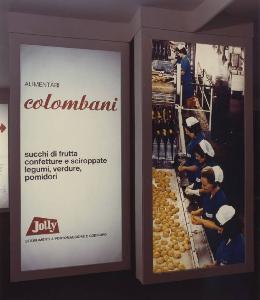 ALIMENTARI
colombani
succhi di frutta
confetture e sciroppate
legumi, verdure,
pomidori
Jolly